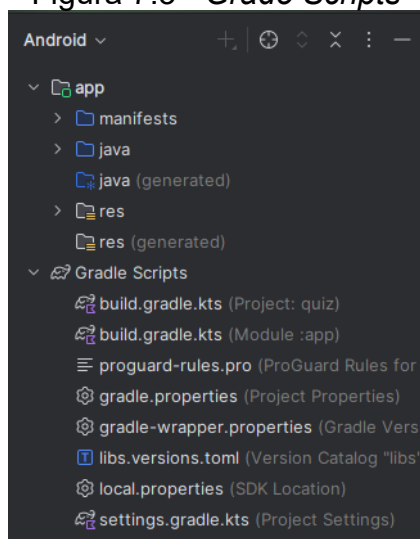 Android
app
manifests
java
java (generated)
res
res (generated)
Gradle Scripts
build.gradle.kts (Project: quiz)
build.gradle.kts (Module :app)
proguard-rules.pro (ProGuard Rules for
gradle.properties (Project Properties)
gradle-wrapper.properties (Gradle Vers
libs.versions.toml (Version Catalog "libs"
local.properties (SDK Location)
settings.gradle.kts (Project Settings)